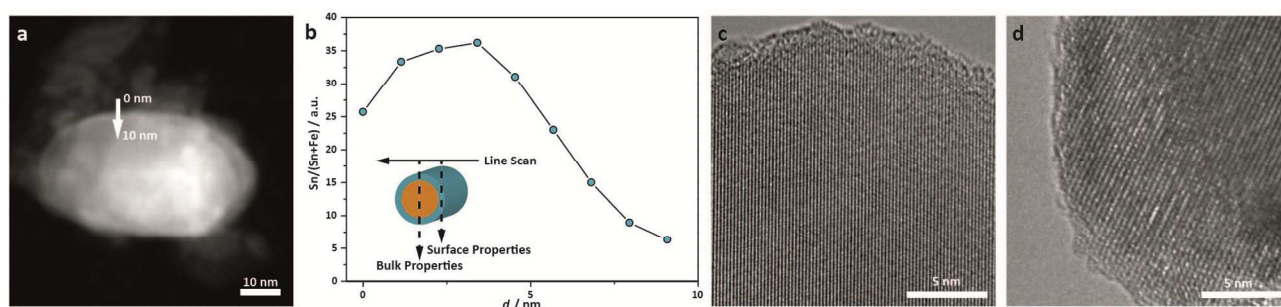 a
0 nm
10 nm
10 nm
b
Sn/(Sn+Fe) / a.u.
40
35
30
25
20
15
10
5
0
Line Scan
Surface Properties
Bulk Properties
0
5
10
d / nm
c
5 nm
d
5 nm